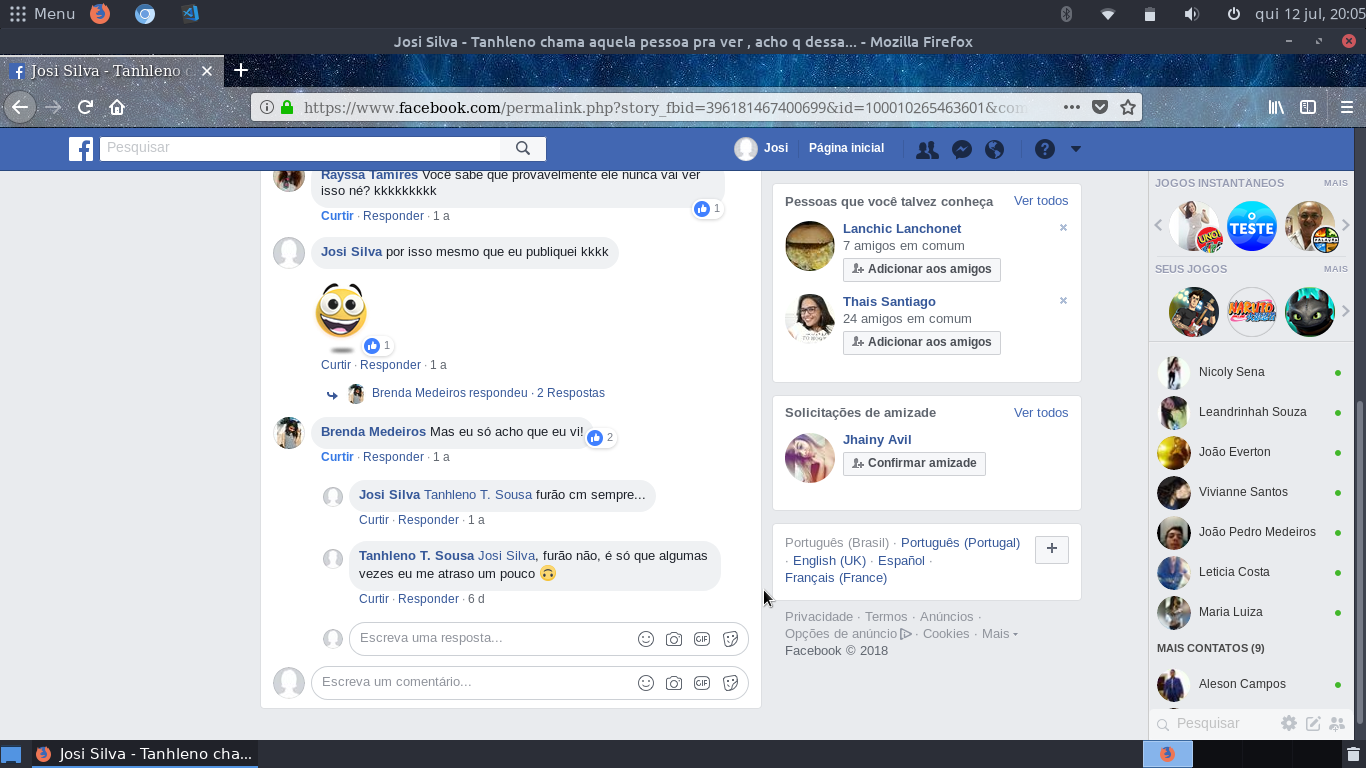 Menu
qui 12 jul, 20:05
Josi Silva - Tanhleno chama aquela pessoa pra ver , acho q dessa... - Mozilla Firefox
Josi Silva - Tanhleno c
https://www.facebook.com/permalink.php?story_fbid=396181467400699&id=100010265463601&com
Pesquisar
Josi
Página inicial
Rayssa Tamires Você sabe que provavelmente ele nunca vai ver
isso né? kkkkkkkkk
1
Curtir · Responder · 1 a
Josi Silva por isso mesmo que eu publiquei kkkk
1
Curtir · Responder · 1 a
Brenda Medeiros respondeu · 2 Respostas
Brenda Medeiros Mas eu só acho que eu vi!
2
Curtir · Responder · 1 a
Josi Silva Tanhleno T. Sousa furão cm sempre...
Curtir · Responder · 1 a
Tanhleno T. Sousa Josi Silva, furão não, é só que algumas
vezes eu me atraso um pouco 🙃
Curtir · Responder · 6 d
Escreva uma resposta...
GIF
Escreva um comentário...
GIF
Pessoas que você talvez conheça
Ver todos
Lanchic Lanchonet
7 amigos em comum
Adicionar aos amigos
Thais Santiago
24 amigos em comum
Adicionar aos amigos
Solicitações de amizade
Ver todos
Jhainy Avil
Confirmar amizade
Português (Brasil) · Português (Portugal)
· English (UK) · Español ·
Français (France)
Privacidade · Termos · Anúncios ·
Opções de anúncio · Cookies · Mais
Facebook © 2018
JOGOS INSTANTÂNEOS
MAIS
UNO
O TESTE
SEUS JOGOS
MAIS
NARUTO
Nicoly Sena
Leandrinhah Souza
João Everton
Vivianne Santos
João Pedro Medeiros
Leticia Costa
Maria Luiza
MAIS CONTATOS (9)
Aleson Campos
Pesquisar
Josi Silva - Tanhleno cha...